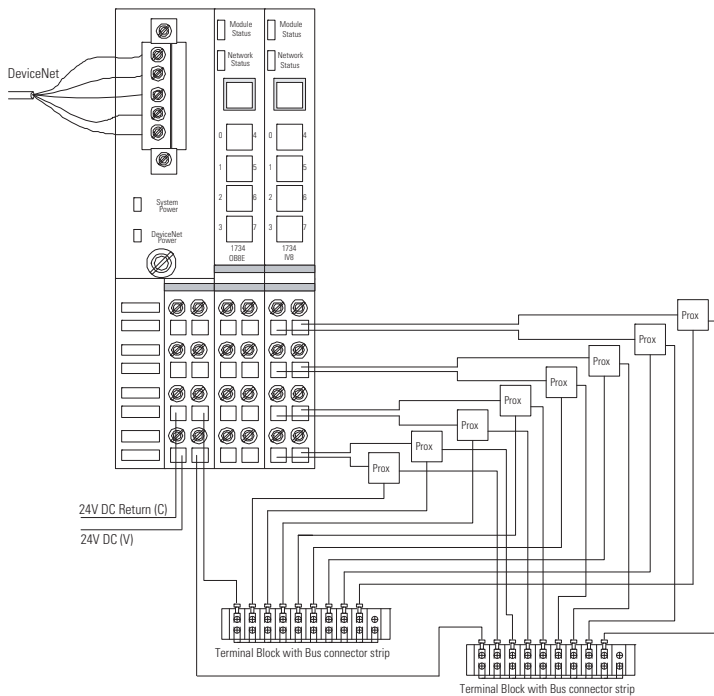 DeviceNet
Module
Status
Module
Status
Network
Status
Network
Status
0 4
0 4
1 5
1 5
2 6
2 6
3 7
3 7
System
Power
DeviceNet
Power
1734
OB8E
1734
IV8
Prox
Prox
Prox
Prox
Prox
Prox
Prox
Prox
24V DC Return (C)
24V DC (V)
Terminal Block with Bus connector strip
Terminal Block with Bus connector strip